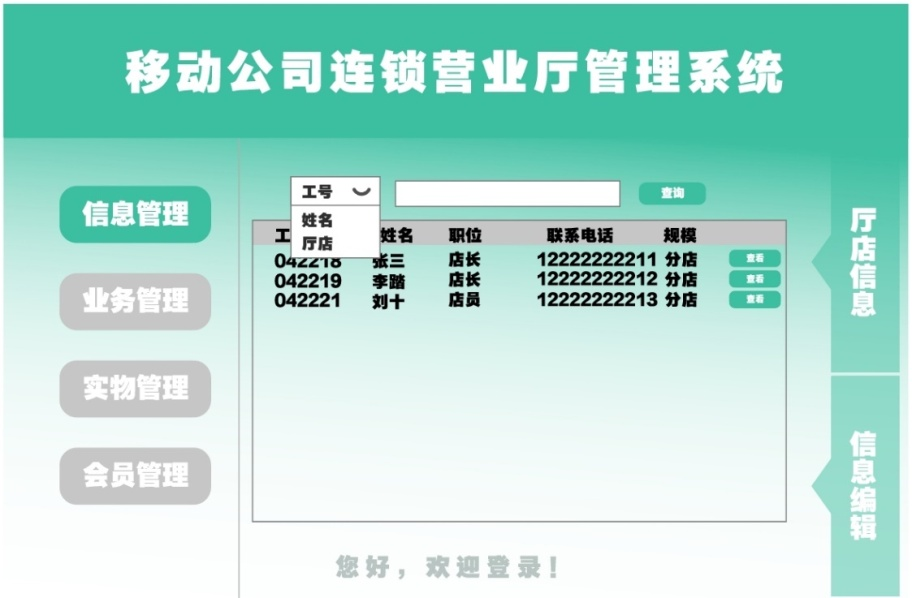 移动公司连锁营业厅管理系统
信息管理
业务管理
实物管理
会员管理
工号
查询
姓名
厅店
工 姓名 职位 联系电话 规模
042218 张三 店长 12222222211 分店 查看
042219 李踏 店长 12222222212 分店 查看
042221 刘十 店员 12222222213 分店 查看
厅店信息
信息编辑
您好，欢迎登录！